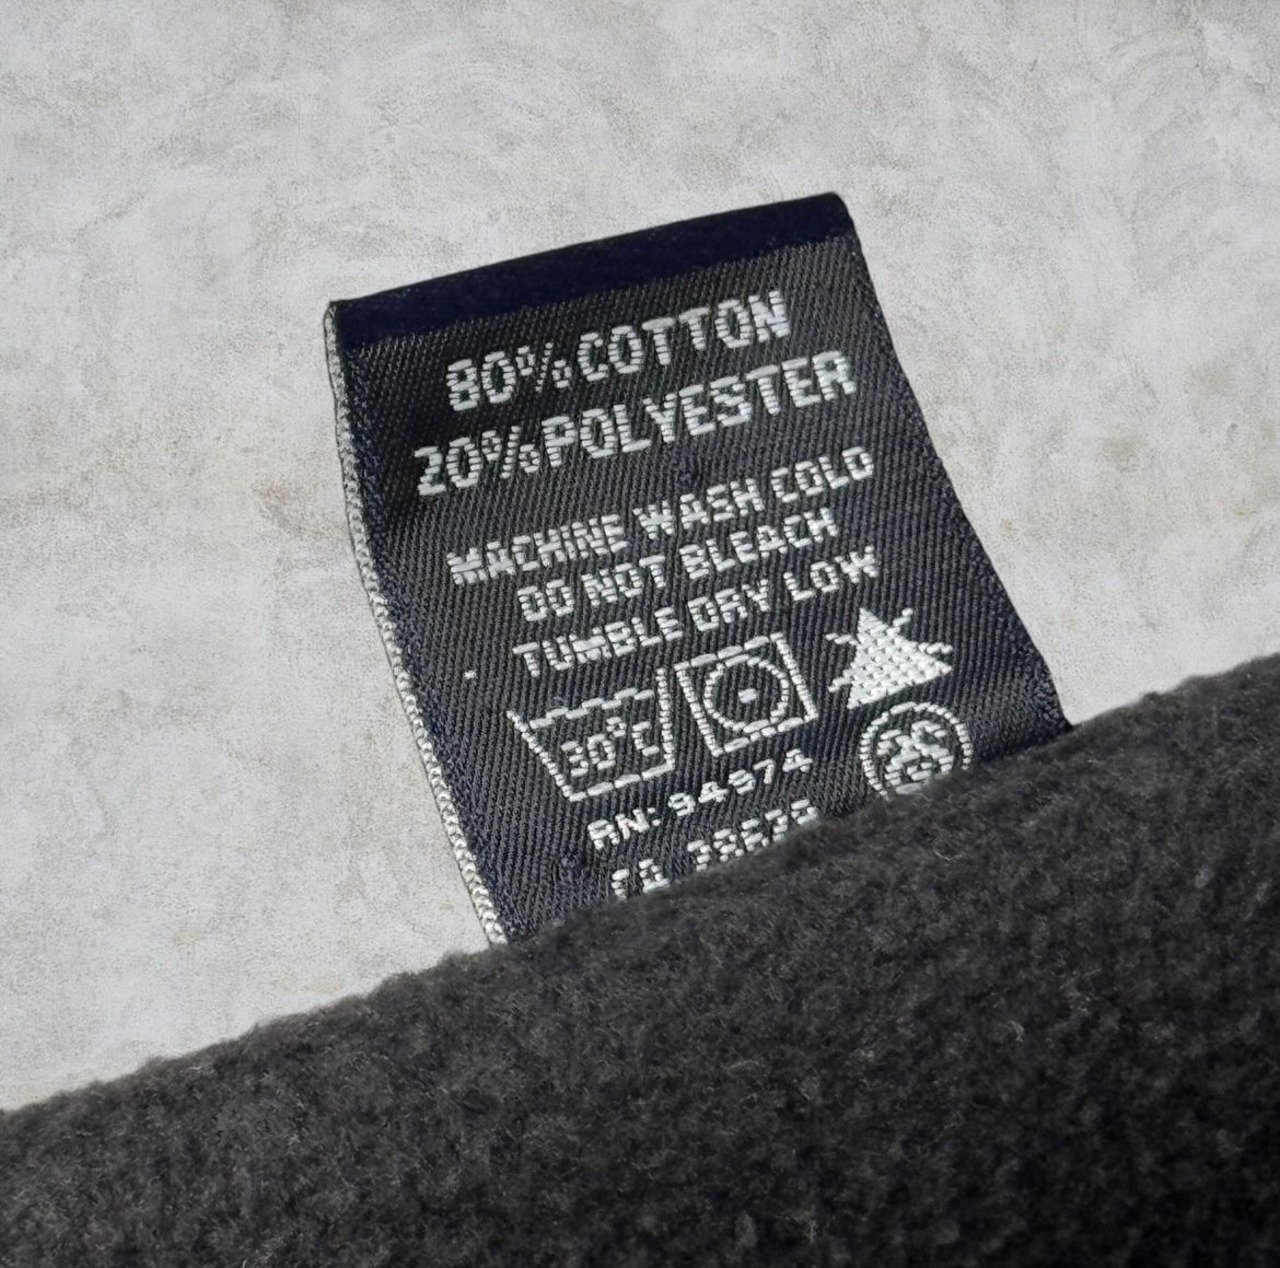 80% COTTON
20% POLYESTER
MACHINE WASH COLD
DO NOT BLEACH
TUMBLE DRY LOW
30°C
RN: 94974